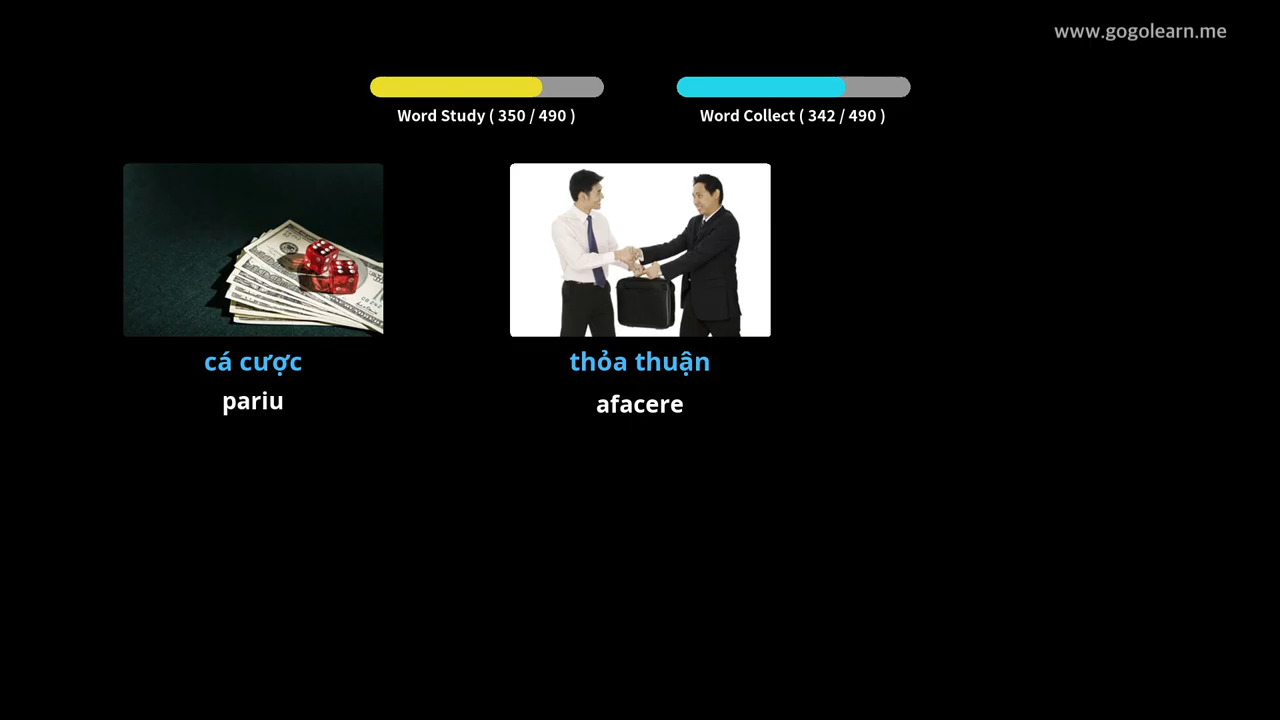 www.gogolearn.me
Word Study ( 350 / 490 )
Word Collect ( 342 / 490 )
cá cược
pariu
thỏa thuận
afacere